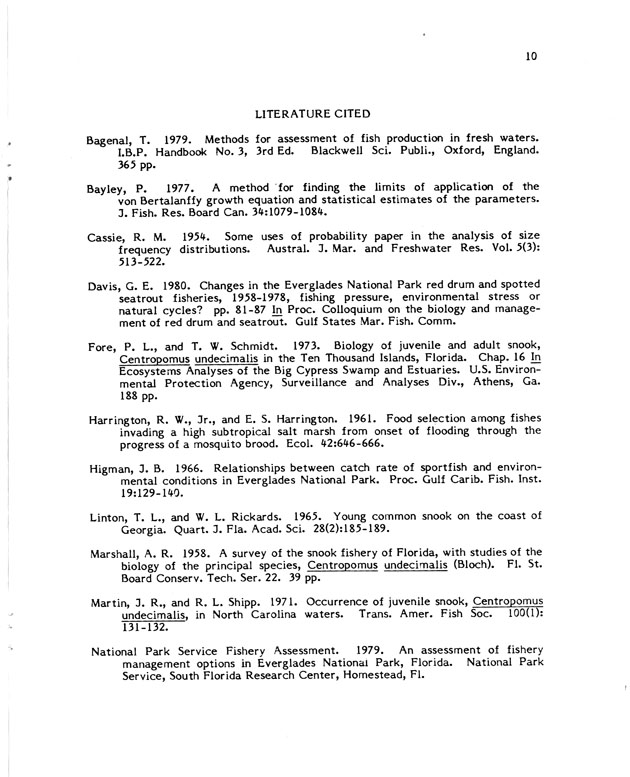 10
LITERATURE CITED
Bagenal, T. 1979. Methods for assessment of fish production in fresh waters.
I.B.P. Handbook No. 3, 3rd Ed. Blackwell Sci. Publi., Oxford, England.
365 pp.
Bayley, P. 1977. A method for finding the limits of application of the
von Bertalanffy growth equation and statistical estimates of the parameters.
J. Fish. Res. Board Can. 34:1079-1084.
Cassie, R. M. 1954. Some uses of probability paper in the analysis of size
frequency distributions. Austral. J. Mar. and Freshwater Res. Vol. 5(3):
513-522.
Davis, G. E. 1980. Changes in the Everglades National Park red drum and spotted
seatrout fisheries, 1958-1978, fishing pressure, environmental stress or
natural cycles? pp. 81-87 In Proc. Colloquium on the biology and manage-
ment of red drum and seatrout. Gulf States Mar. Fish. Comm.
Fore, P. L., and T. W. Schmidt. 1973. Biology of juvenile and adult snook,
Centropomus undecimalis in the Ten Thousand Islands, Florida. Chap. 16 In
Ecosystems Analyses of the Big Cypress Swamp and Estuaries. U.S. Environ-
mental Protection Agency, Surveillance and Analyses Div., Athens, Ga.
188 pp.
Harrington, R. W., Jr., and E. S. Harrington. 1961. Food selection among fishes
invading a high subtropical salt marsh from onset of flooding through the
progress of a mosquito brood. Ecol. 42:646-666.
Higman, J. B. 1966. Relationships between catch rate of sportfish and environ-
mental conditions in Everglades National Park. Proc. Gulf Carib. Fish. Inst.
19:129-140.
Linton, T. L., and W. L. Rickards. 1965. Young common snook on the coast of
Georgia. Quart. J. Fla. Acad. Sci. 28(2):185-189.
Marshall, A. R. 1958. A survey of the snook fishery of Florida, with studies of the
biology of the principal species, Centropomus undecimalis (Bloch). Fl. St.
Board Conserv. Tech. Ser. 22. 39 pp.
Martin, J. R., and R. L. Shipp. 1971. Occurrence of juvenile snook, Centropomus
undecimalis, in North Carolina waters. Trans. Amer. Fish Soc. 100(1):
131-132.
National Park Service Fishery Assessment. 1979. An assessment of fishery
management options in Everglades National Park, Florida. National Park
Service, South Florida Research Center, Homestead, Fl.